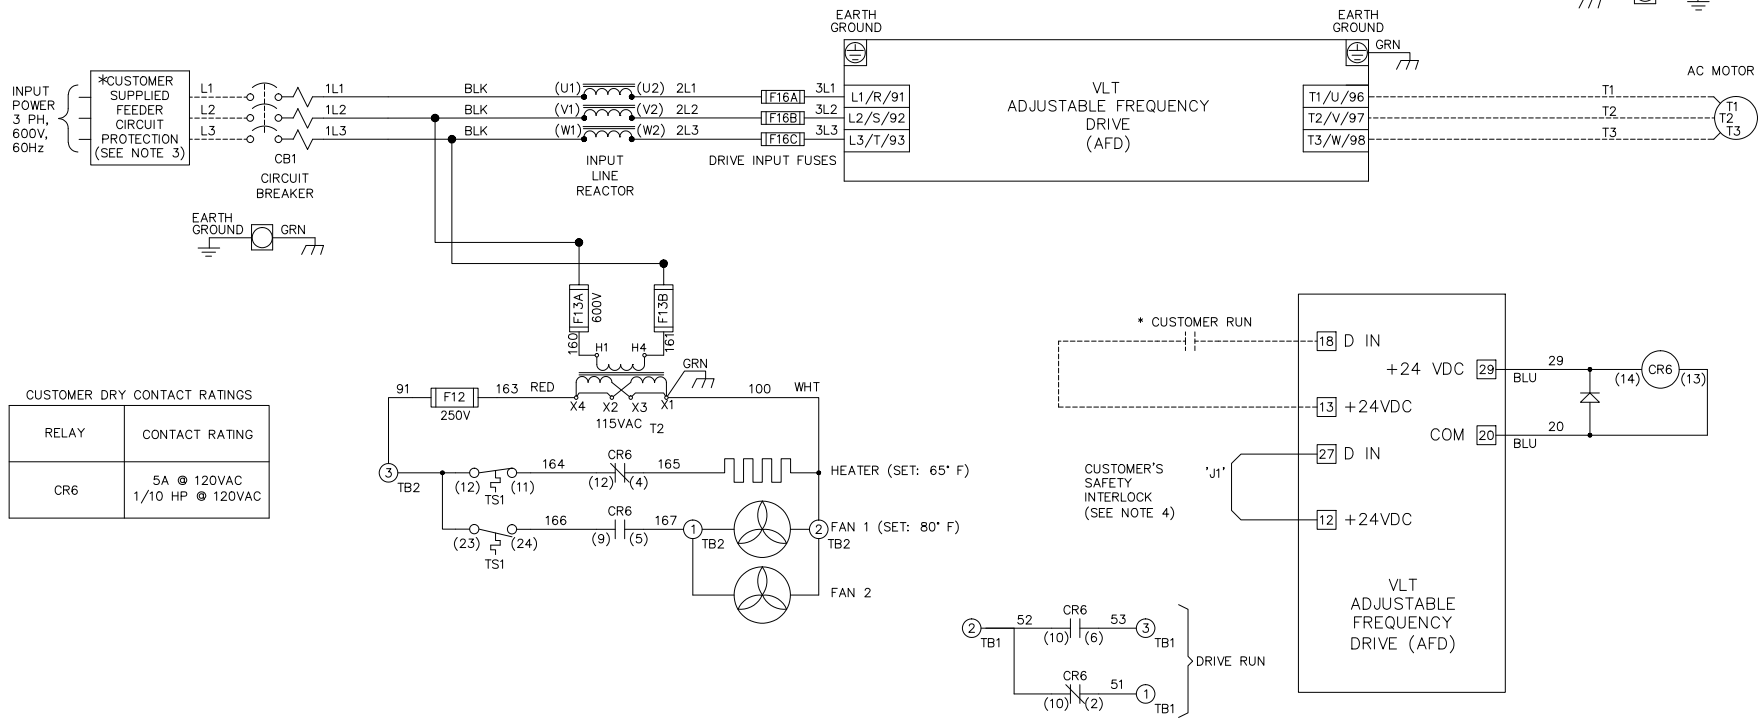 EARTH
GROUND
EARTH
GROUND
GRN
INPUT
POWER
3 PH,
600V,
60Hz
*CUSTOMER
SUPPLIED
FEEDER
CIRCUIT
PROTECTION
(SEE NOTE 3)
L1
L2
L3
CB1
CIRCUIT
BREAKER
1L1
1L2
1L3
BLK
BLK
BLK
(U1)
(V1)
(W1)
(U2)
(V2)
(W2)
INPUT
LINE
REACTOR
2L1
2L2
2L3
F16A
F16B
F16C
DRIVE INPUT FUSES
3L1
3L2
3L3
L1/R/91
L2/S/92
L3/T/93
VLT
ADJUSTABLE FREQUENCY
DRIVE
(AFD)
T1/U/96
T2/V/97
T3/W/98
T1
T2
T3
AC MOTOR
T1
T2
T3
EARTH
GROUND
GRN
F13A
600V
F13B
160
161
H1
H4
GRN
91
F12
250V
163
RED
X4
X2
X3
X1
115VAC
T2
100
WHT
CUSTOMER DRY CONTACT RATINGS
RELAY
CONTACT RATING
CR6
5A @ 120VAC
1/10 HP @ 120VAC
3
TB2
(12)
(11)
TS1
164
CR6
(12)
(4)
165
HEATER (SET: 65° F)
(23)
(24)
TS1
166
CR6
(9)
(5)
167
1
TB2
2
TB2
FAN 1 (SET: 80° F)
FAN 2
2
TB1
52
CR6
(10)
(6)
53
3
TB1
CR6
(10)
(2)
51
1
TB1
DRIVE RUN
* CUSTOMER RUN
18
D IN
13
+24VDC
27
D IN
12
+24VDC
CUSTOMER'S
SAFETY
INTERLOCK
(SEE NOTE 4)
'J1'
+24 VDC
29
COM
20
29
BLU
20
BLU
(14)
CR6
(13)
VLT
ADJUSTABLE
FREQUENCY
DRIVE (AFD)